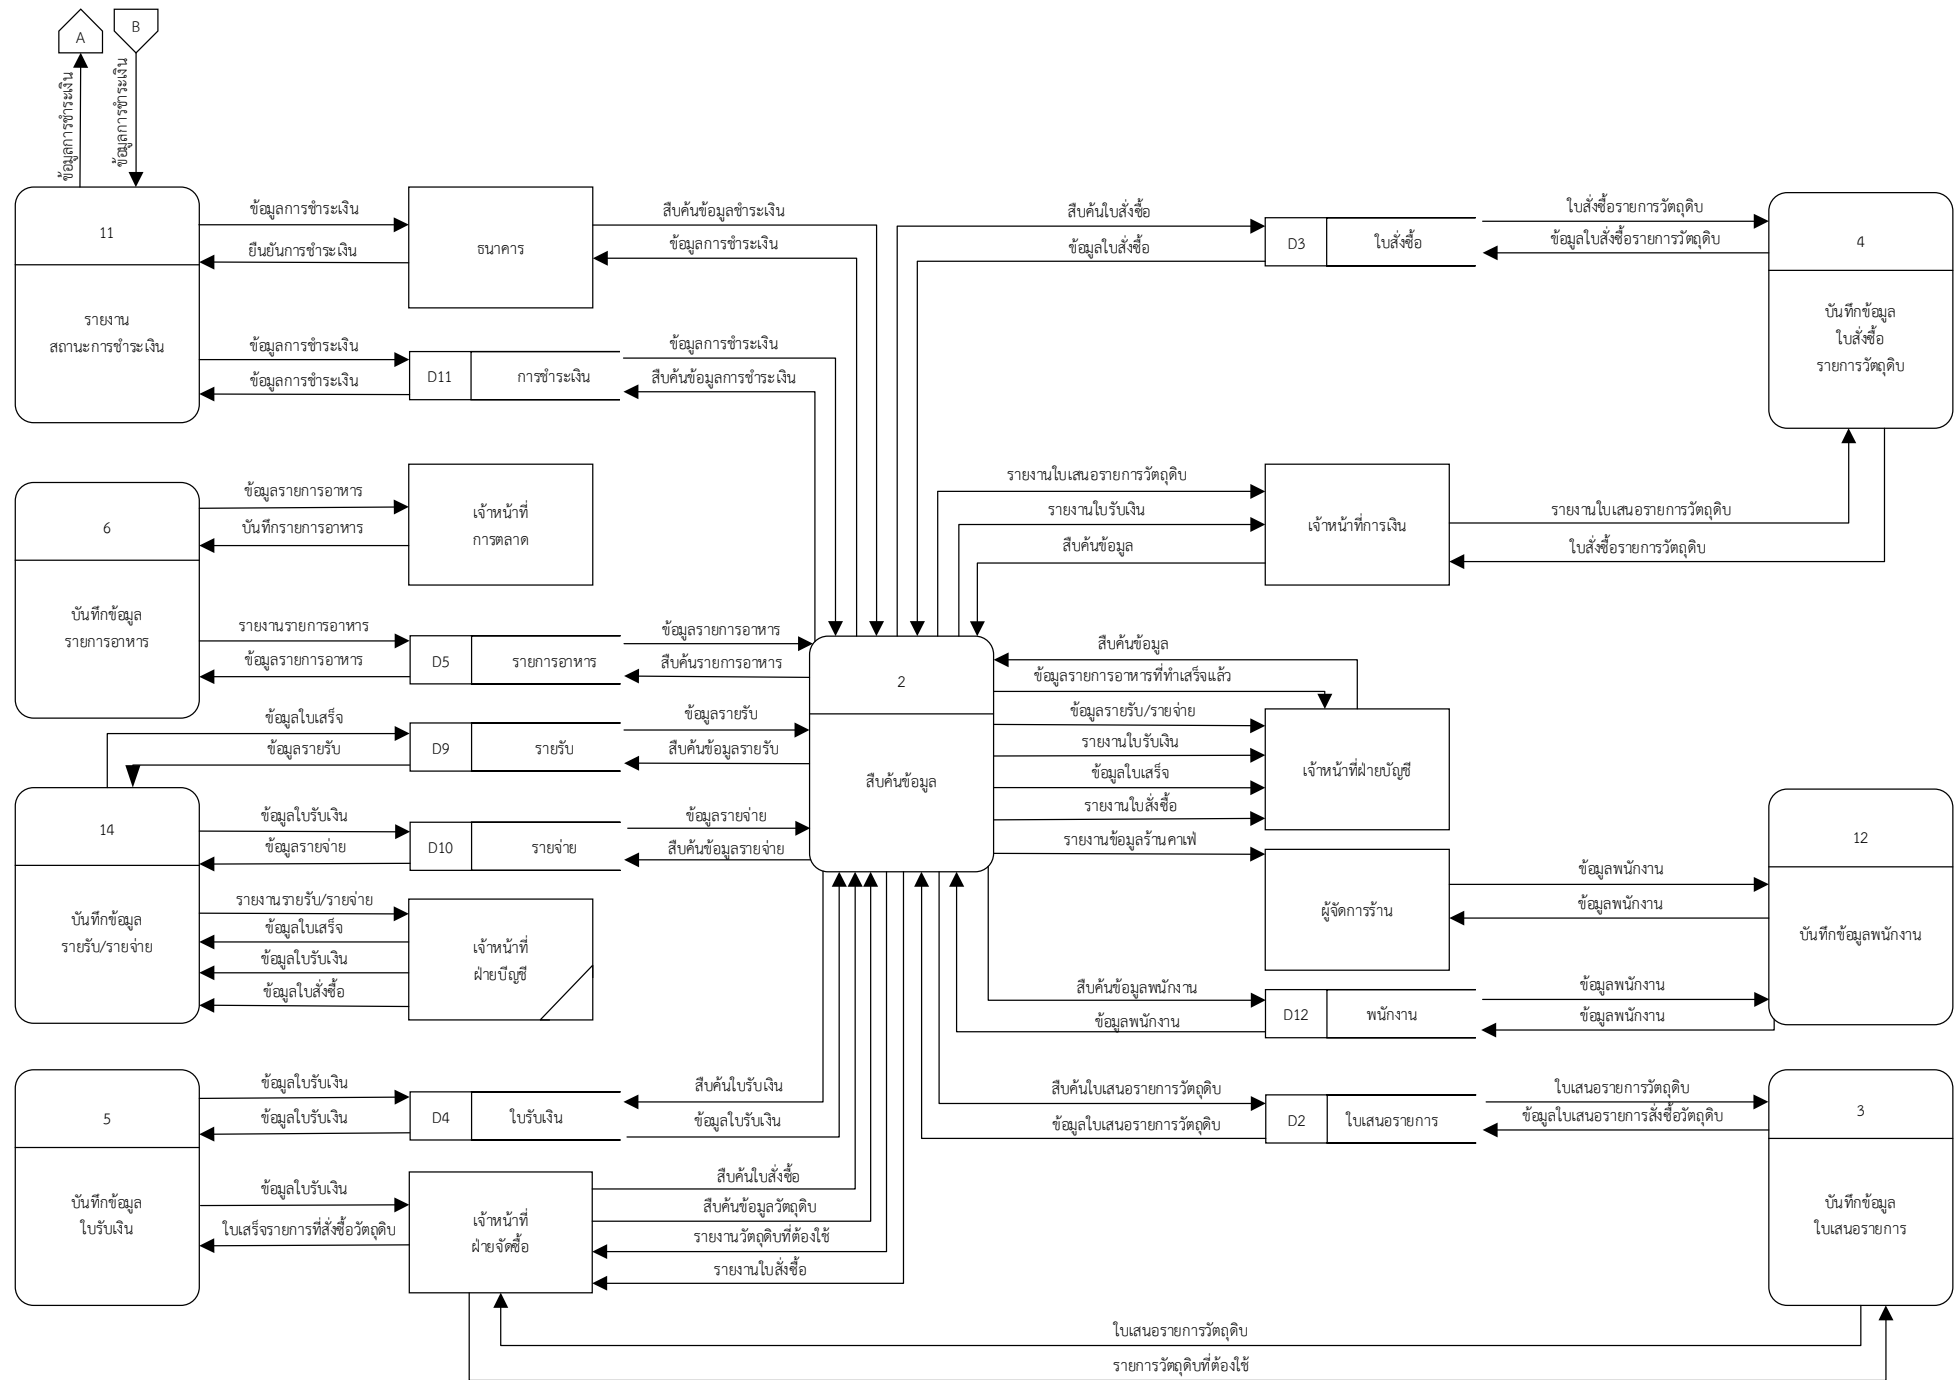 A
B
ข้อมูลการชำระเงิน
ข้อมูลการชำระเงิน
11
รายงาน
สถานะการชำระเงิน
ข้อมูลการชำระเงิน
ยืนยันการชำระเงิน
ธนาคาร
สืบค้นข้อมูลชำระเงิน
ข้อมูลการชำระเงิน
ข้อมูลการชำระเงิน
ข้อมูลการชำระเงิน
D11
การชำระเงิน
ข้อมูลการชำระเงิน
สืบค้นข้อมูลการชำระเงิน
สืบค้นใบสั่งซื้อ
ข้อมูลใบสั่งซื้อ
D3
ใบสั่งซื้อ
ใบสั่งซื้อรายการวัตถุดิบ
ข้อมูลใบสั่งซื้อรายการวัตถุดิบ
4
บันทึกข้อมูล
ใบสั่งซื้อ
รายการวัตถุดิบ
6
บันทึกข้อมูล
รายการอาหาร
ข้อมูลรายการอาหาร
บันทึกรายการอาหาร
เจ้าหน้าที่
การตลาด
รายงานรายการอาหาร
ข้อมูลรายการอาหาร
D5
รายการอาหาร
ข้อมูลรายการอาหาร
สืบค้นรายการอาหาร
รายงานใบเสนอรายการวัตถุดิบ
รายงานใบรับเงิน
สืบค้นข้อมูล
เจ้าหน้าที่การเงิน
รายงานใบเสนอรายการวัตถุดิบ
ใบสั่งซื้อรายการวัตถุดิบ
2
สืบค้นข้อมูล
สืบค้นข้อมูล
ข้อมูลรายการอาหารที่ทำเสร็จแล้ว
ข้อมูลรายรับ/รายจ่าย
รายงานใบรับเงิน
ข้อมูลใบเสร็จ
รายงานใบสั่งซื้อ
รายงานข้อมูลร้านคาเฟ่
เจ้าหน้าที่ฝ่ายบัญชี
ข้อมูลใบเสร็จ
ข้อมูลรายรับ
D9
รายรับ
ข้อมูลรายรับ
สืบค้นข้อมูลรายรับ
14
บันทึกข้อมูล
รายรับ/รายจ่าย
ข้อมูลใบรับเงิน
ข้อมูลรายจ่าย
D10
รายจ่าย
ข้อมูลรายจ่าย
สืบค้นข้อมูลรายจ่าย
รายงานรายรับ/รายจ่าย
ข้อมูลใบเสร็จ
ข้อมูลใบรับเงิน
ข้อมูลใบสั่งซื้อ
เจ้าหน้าที่
ฝ่ายบีญชี
ผู้จัดการร้าน
ข้อมูลพนักงาน
ข้อมูลพนักงาน
12
บันทึกข้อมูลพนักงาน
สืบค้นข้อมูลพนักงาน
ข้อมูลพนักงาน
D12
พนักงาน
ข้อมูลพนักงาน
ข้อมูลพนักงาน
5
บันทึกข้อมูล
ใบรับเงิน
ข้อมูลใบรับเงิน
ข้อมูลใบรับเงิน
D4
ใบรับเงิน
สืบค้นใบรับเงิน
ข้อมูลใบรับเงิน
สืบค้นใบเสนอรายการวัตถุดิบ
ข้อมูลใบเสนอรายการวัตถุดิบ
D2
ใบเสนอรายการ
ใบเสนอรายการวัตถุดิบ
ข้อมูลใบเสนอรายการสั่งซื้อวัตถุดิบ
3
บันทึกข้อมูล
ใบเสนอรายการ
ข้อมูลใบรับเงิน
ใบเสร็จรายการที่สั่งซื้อวัตถุดิบ
เจ้าหน้าที่
ฝ่ายจัดซื้อ
สืบค้นใบสั่งซื้อ
สืบค้นข้อมูลวัตถุดิบ
รายงานวัตถุดิบที่ต้องใช้
รายงานใบสั่งซื้อ
ใบเสนอรายการวัตถุดิบ
รายการวัตถุดิบที่ต้องใช้